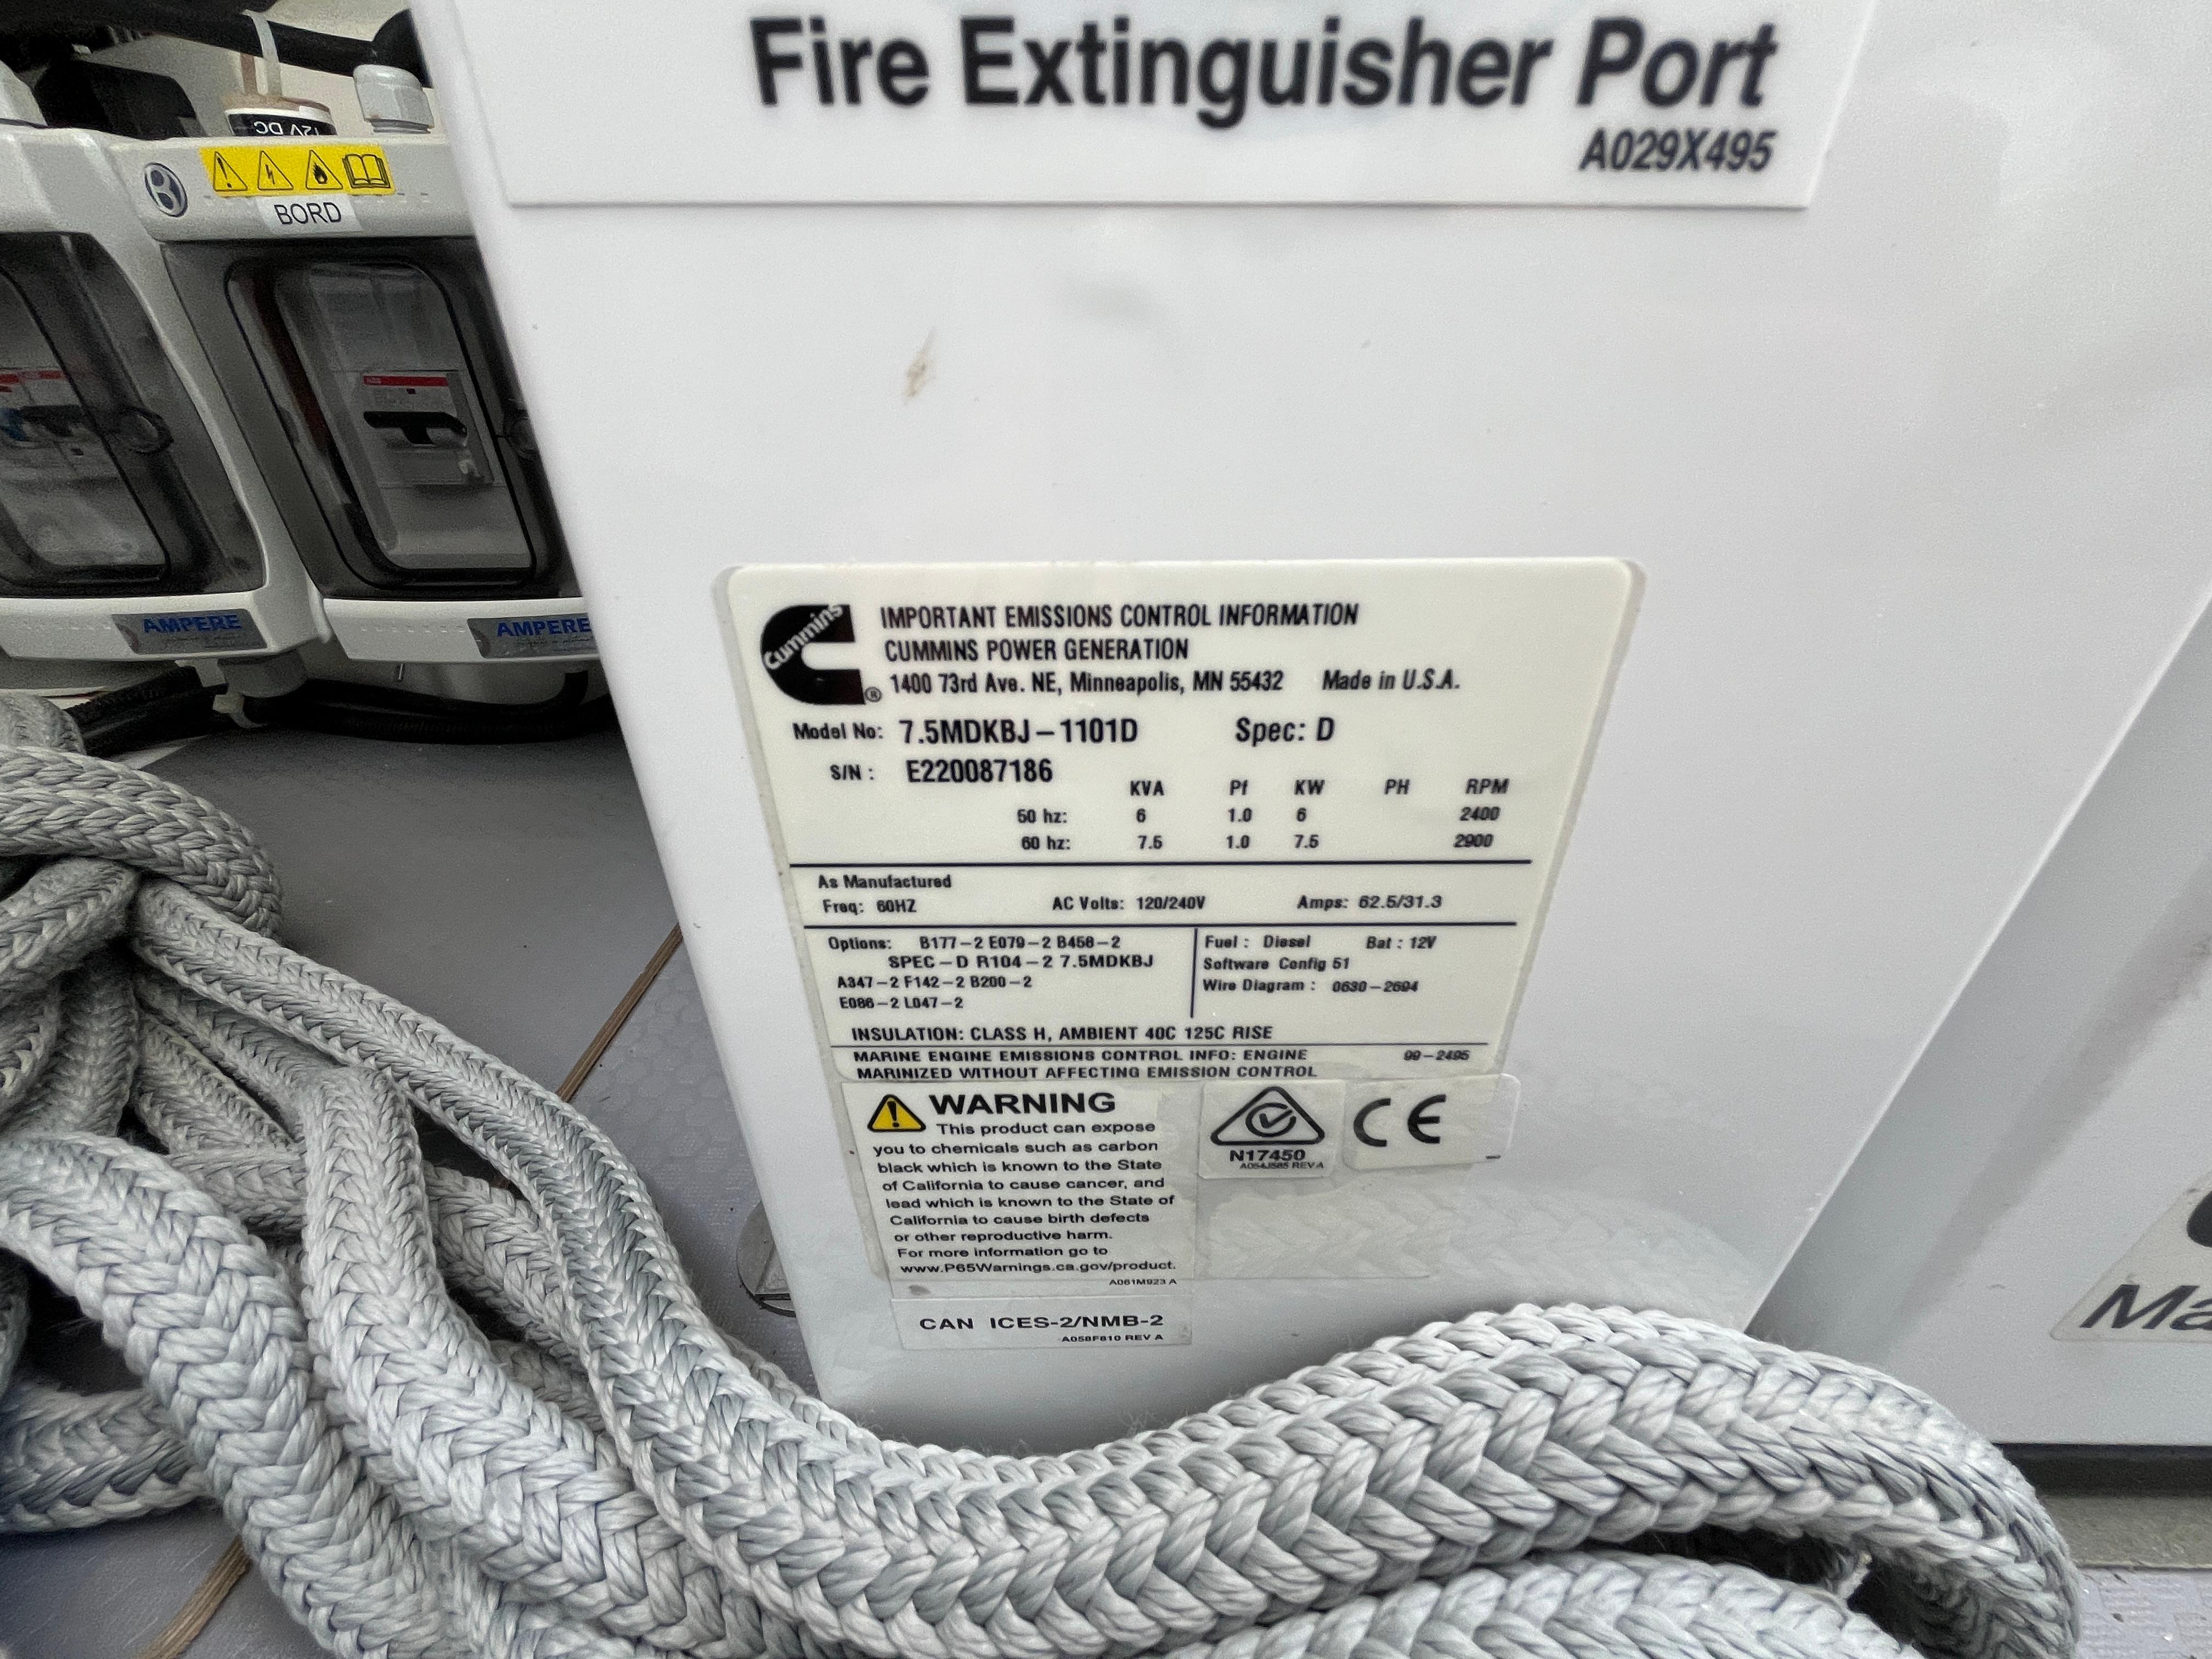 Fire Extinguisher Port
A029X495
12V DC
BORD
AMPERE
AMPERE
Cummins
®
IMPORTANT EMISSIONS CONTROL INFORMATION
CUMMINS POWER GENERATION
1400 73rd Ave. NE, Minneapolis, MN 55432 Made in U.S.A.
Model No: 7.5MDKBJ-1101D Spec: D
S/N: E220087186
KVA Pf KW PH RPM
50 hz: 6 1.0 6 2400
60 hz: 7.5 1.0 7.5 2900
As Manufactured
Freq: 60HZ AC Volts: 120/240V Amps: 62.5/31.3
Options: B177-2 E079-2 B458-2
SPEC-D R104-2 7.5MDKBJ
A347-2 F142-2 B200-2
E086-2 L047-2
Fuel: Diesel Bat: 12V
Software Config 51
Wire Diagram: 0630-2694
INSULATION: CLASS H, AMBIENT 40C 125C RISE
MARINE ENGINE EMISSIONS CONTROL INFO: ENGINE 99-2495
MARINIZED WITHOUT AFFECTING EMISSION CONTROL
WARNING
This product can expose
you to chemicals such as carbon
black which is known to the State
of California to cause cancer, and
lead which is known to the State of
California to cause birth defects
or other reproductive harm.
For more information go to
www.P65Warnings.ca.gov/product.
A061M923 A
N17450
A054J585 REV A
CE
CAN ICES-2/NMB-2
A058F610 REV A
Ma